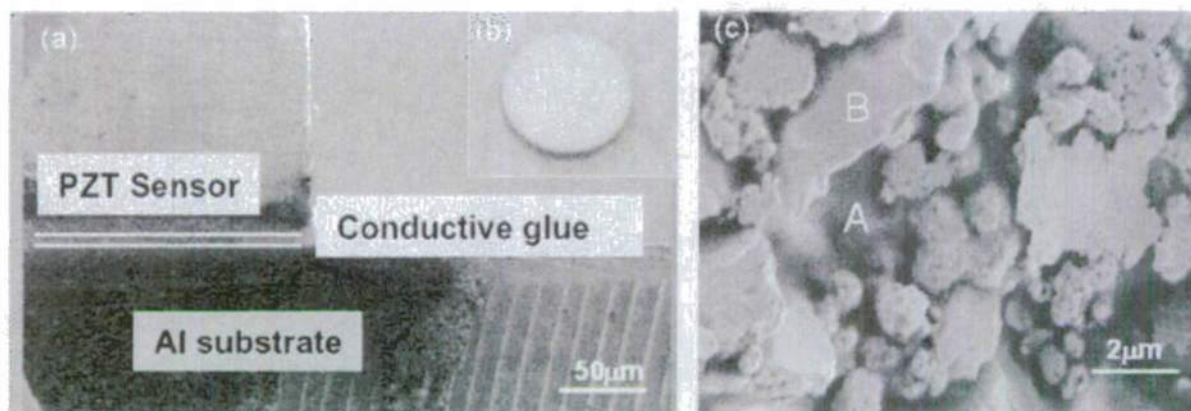 (a)
PZT Sensor
Conductive glue
Al substrate
50μm
(b)
(c)
B
A
2μm